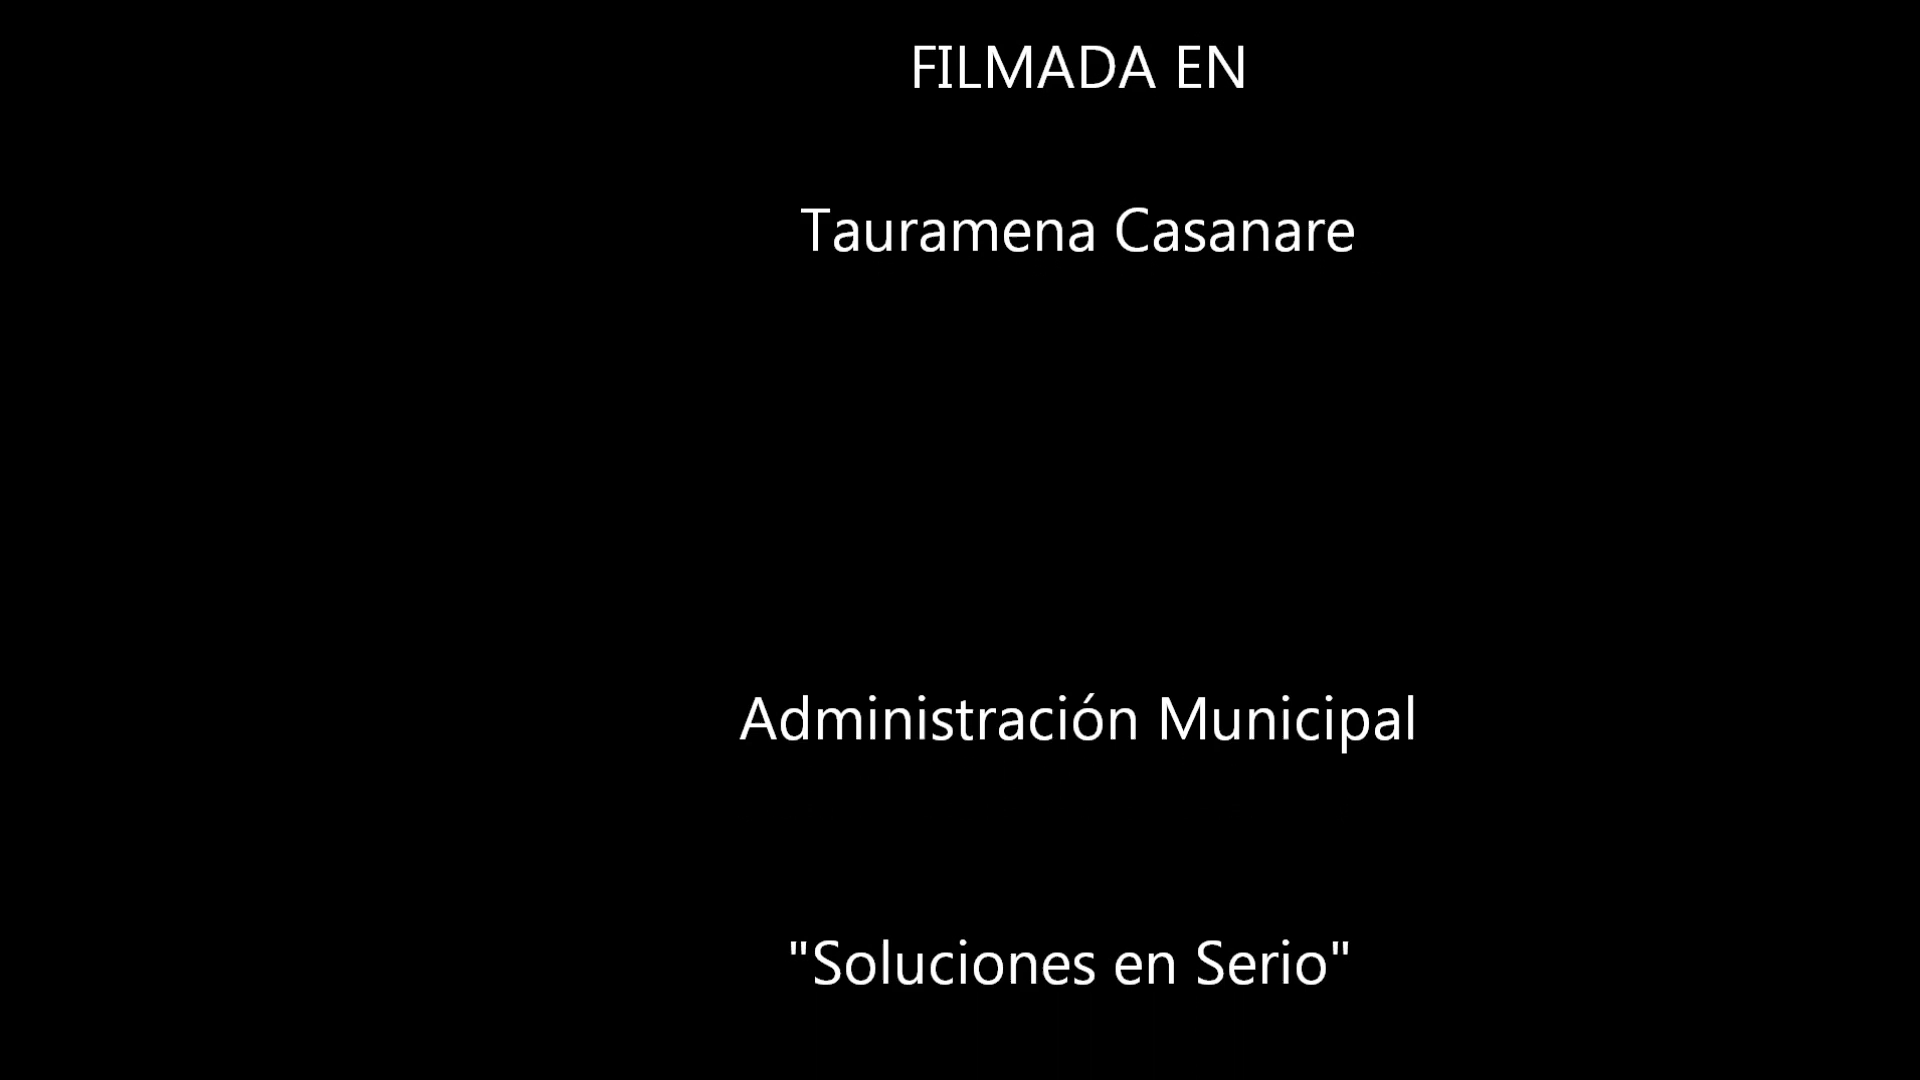 FILMADA EN
Tauramena Casanare
Administración Municipal
"Soluciones en Serio"